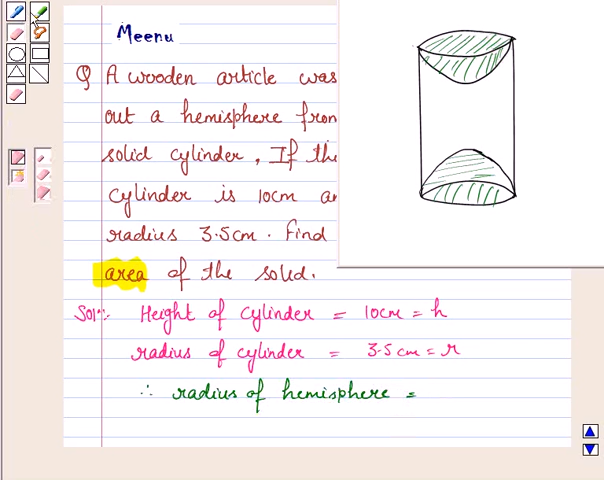 Meenu
Q A wooden article was
out a hemisphere from
solid cylinder, If the
cylinder is 10cm
radius 3.5cm. Find
area of the solid.
Soln: Height of cylinder = 10cm = h
radius of cylinder = 3.5cm = r
∴ radius of hemisphere =